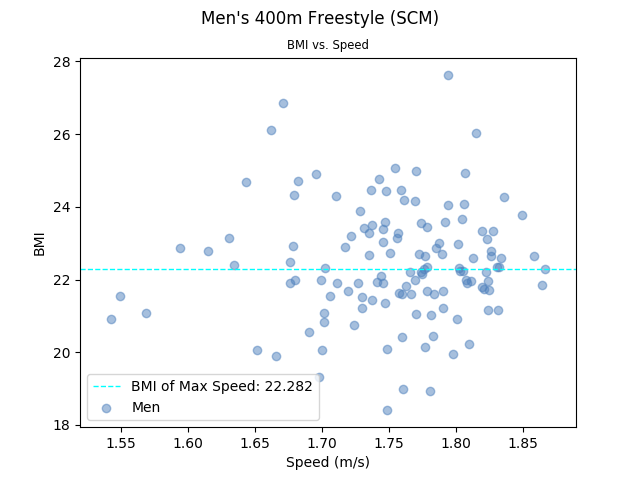 Men's 400m Freestyle (SCM)
BMI vs. Speed
28
26
24
22
20
18
BMI
BMI of Max Speed: 22.282
Men
1.55 1.60 1.65 1.70 1.75 1.80 1.85
Speed (m/s)